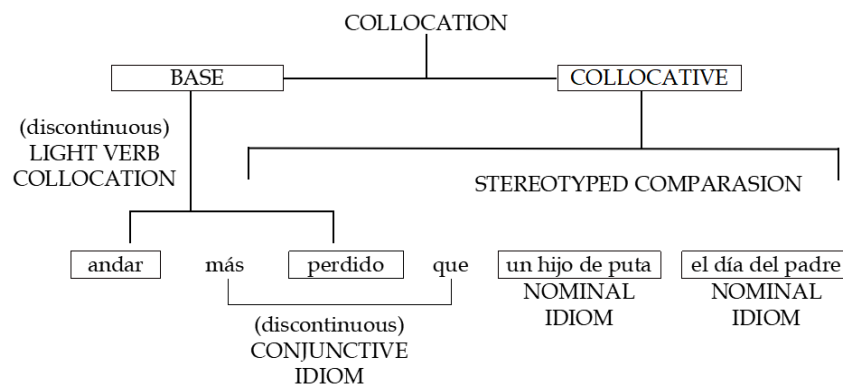 COLLOCATION
BASE
COLLOCATIVE
(discontinuous)
LIGHT VERB
COLLOCATION
STEREOTYPED COMPARASION
andar más perdido que un hijo de puta el día del padre
NOMINAL NOMINAL
IDIOM IDIOM
(discontinuous)
CONJUNCTIVE
IDIOM